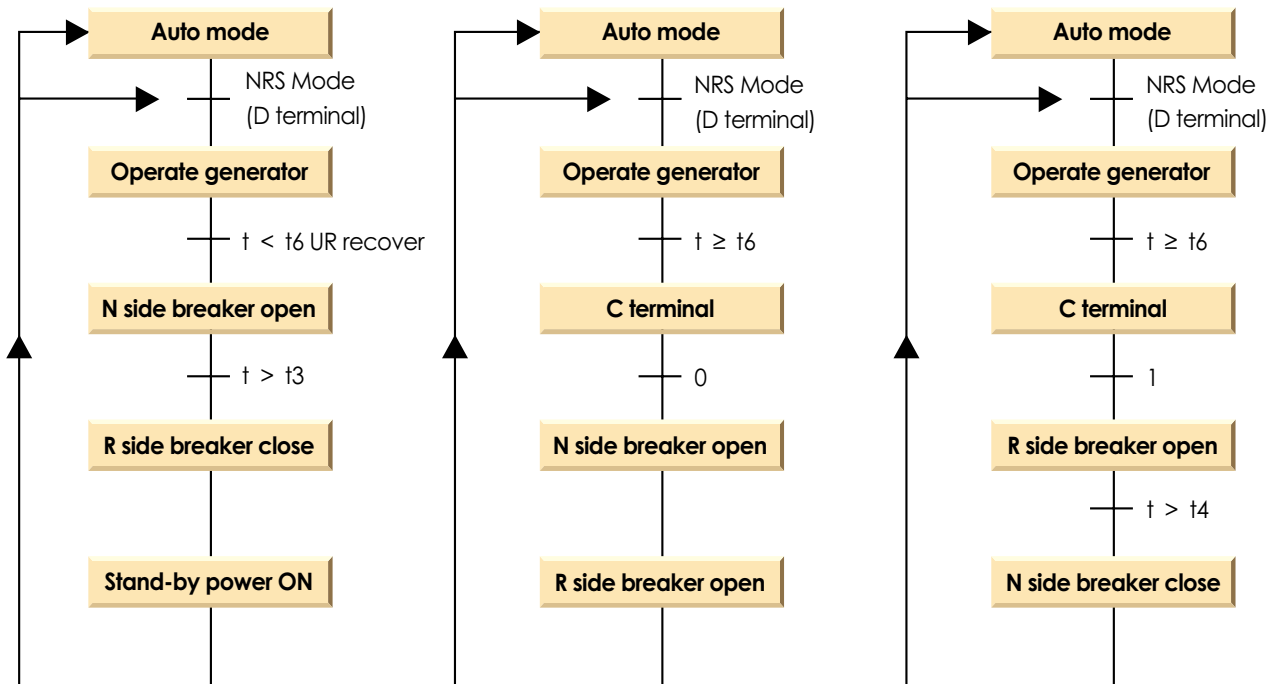 Auto mode
NRS Mode
(D terminal)
Operate generator
t < t6 UR recover
N side breaker open
t > t3
R side breaker close
Stand-by power ON
Auto mode
NRS Mode
(D terminal)
Operate generator
t ≥ t6
C terminal
0
N side breaker open
R side breaker open
Auto mode
NRS Mode
(D terminal)
Operate generator
t ≥ t6
C terminal
1
R side breaker open
t > t4
N side breaker close